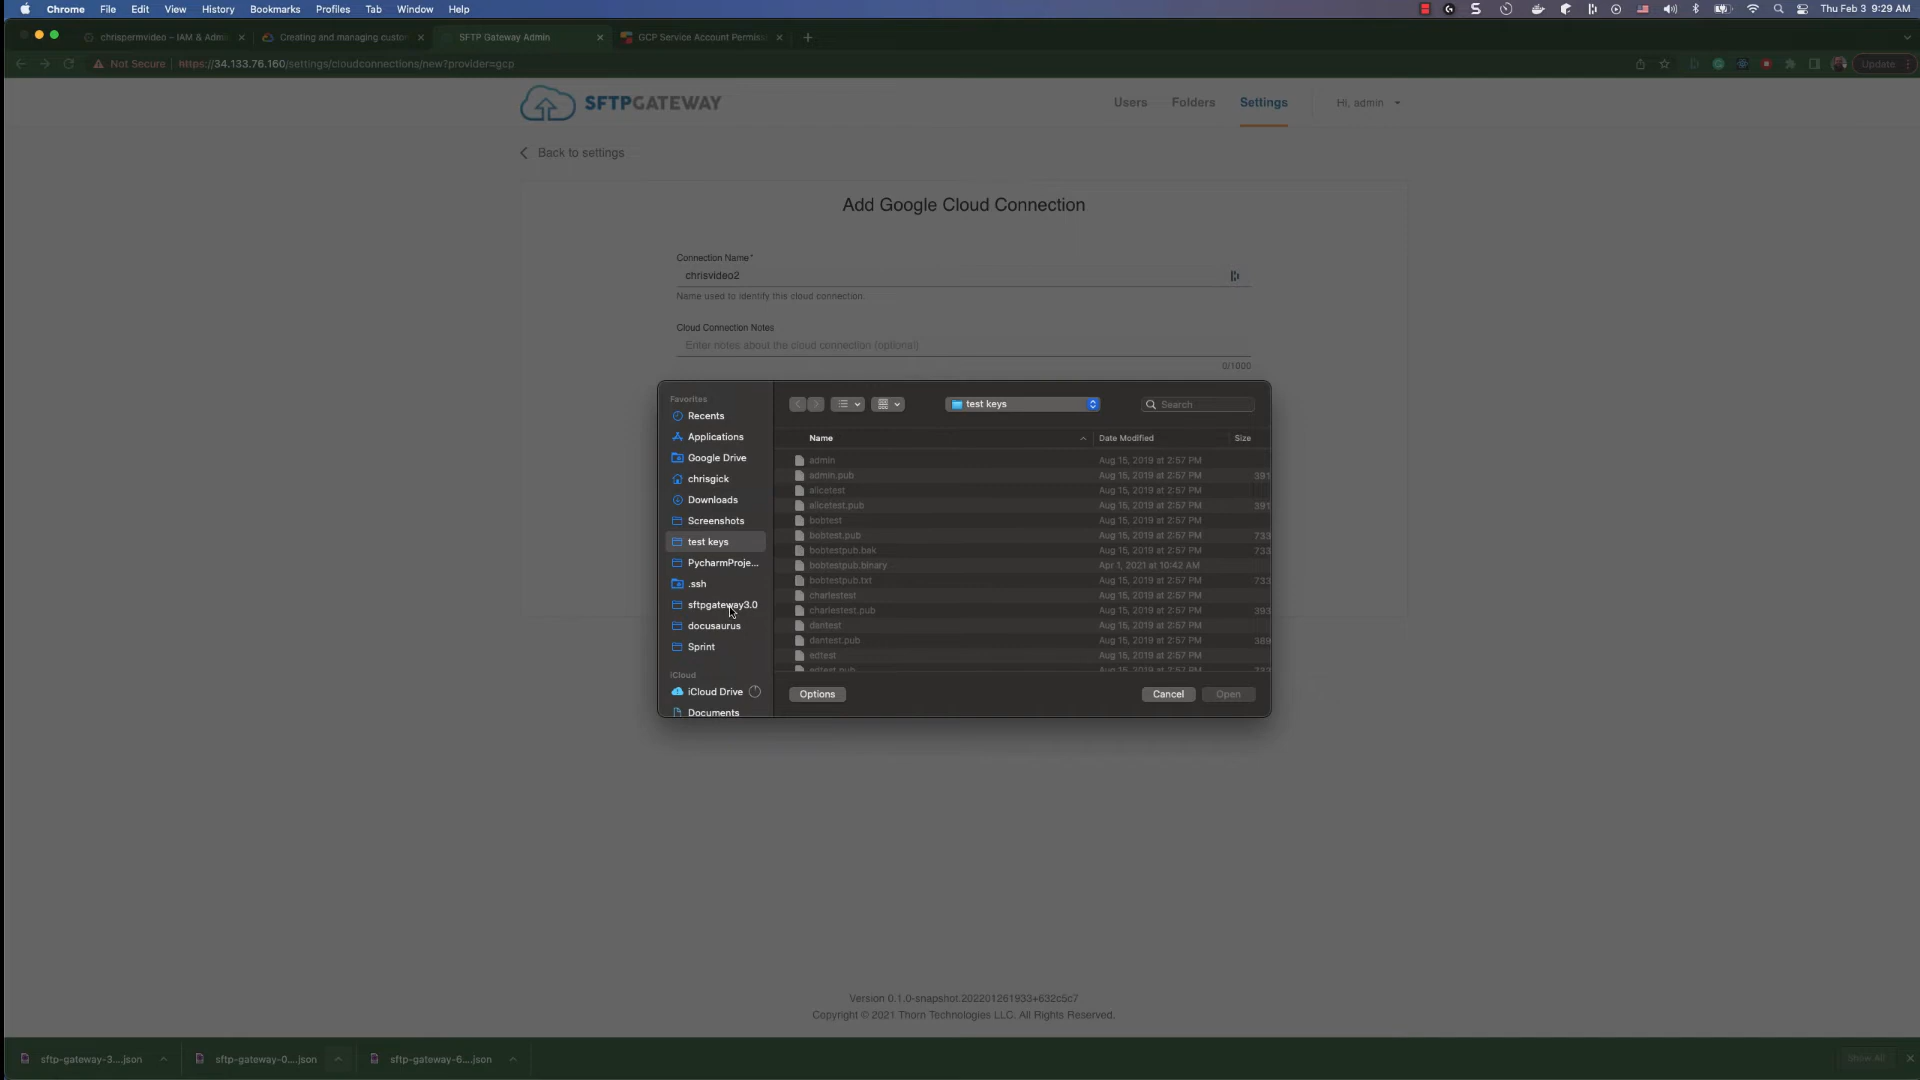 Chrome File Edit View History Bookmarks Profiles Tab Window Help Thu Feb 3 9:29 AM
chrispermvideo – IAM & Admi Creating and managing custo SFTP Gateway Admin GCP Service Account Permiss
Not Secure https://34.133.76.160/settings/cloudconnections/new?provider=gcp Update
SFTPGATEWAY Users Folders Settings Hi, admin
Back to settings
Add Google Cloud Connection
Connection Name*
chrisvideo2
Name used to identify this cloud connection.
Cloud Connection Notes
Enter notes about the cloud connection (optional)
0/1000
Favorites
Recents
Applications
Google Drive
chrisgick
Downloads
Screenshots
test keys
PycharmProje...
.ssh
sftpgateway3.0
docusaurus
Sprint
iCloud
iCloud Drive
Documents
test keys Search
Name Date Modified Size
admin Aug 15, 2019 at 2:57 PM
admin.pub Aug 15, 2019 at 2:57 PM 391
alicetest Aug 15, 2019 at 2:57 PM
alicetest.pub Aug 15, 2019 at 2:57 PM 391
bobtest Aug 15, 2019 at 2:57 PM
bobtest.pub Aug 15, 2019 at 2:57 PM 733
bobtestpub.bak Aug 15, 2019 at 2:57 PM 733
bobtestpub.binary Apr 1, 2021 at 10:42 AM
bobtestpub.txt Aug 15, 2019 at 2:57 PM 733
charlestest Aug 15, 2019 at 2:57 PM
charlestest.pub Aug 15, 2019 at 2:57 PM 393
dantest Aug 15, 2019 at 2:57 PM
dantest.pub Aug 15, 2019 at 2:57 PM 389
edtest Aug 15, 2019 at 2:57 PM
edtest.pub Aug 15, 2019 at 2:57 PM
Options Cancel Open
Version 0.1.0-snapshot.202201261933+632c5c7
Copyright © 2021 Thorn Technologies LLC. All Rights Reserved.
sftp-gateway-3....json sftp-gateway-0....json sftp-gateway-6....json Show All